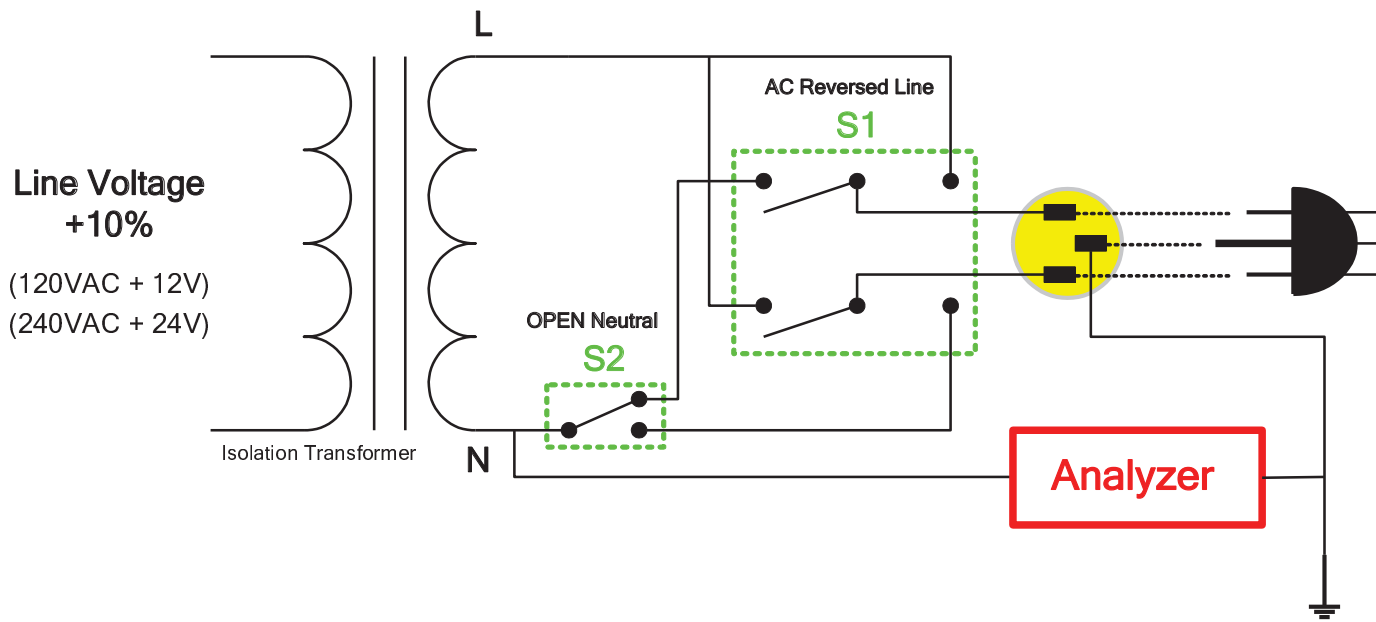 L
AC Reversed Line
S1
Line Voltage
+10%
(120VAC + 12V)
(240VAC + 24V)
OPEN Neutral
S2
Isolation Transformer
N
Analyzer